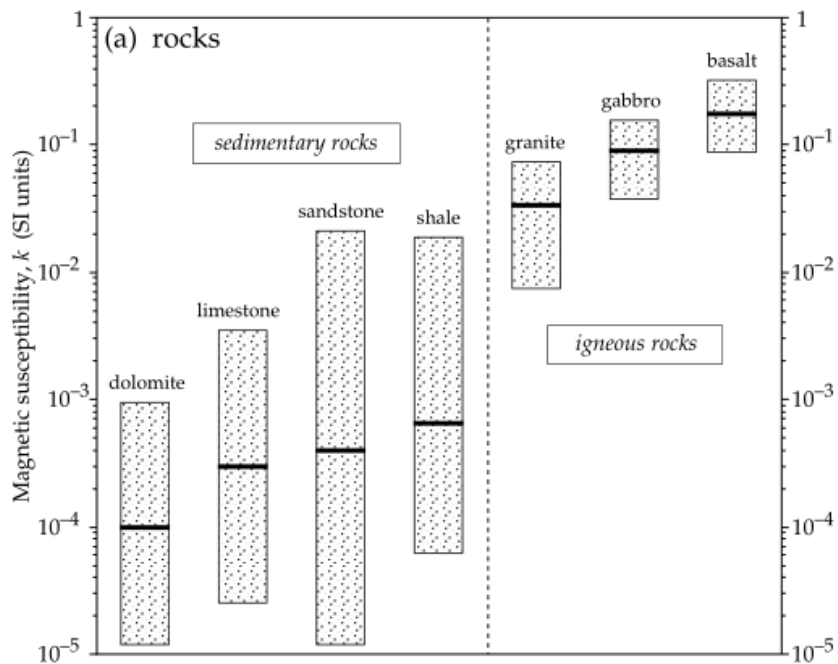 (a) rocks
Magnetic susceptibility, k (SI units)
1
10⁻¹
10⁻²
10⁻³
10⁻⁴
10⁻⁵
sedimentary rocks
dolomite
limestone
sandstone
shale
granite
gabbro
basalt
igneous rocks
1
10⁻¹
10⁻²
10⁻³
10⁻⁴
10⁻⁵